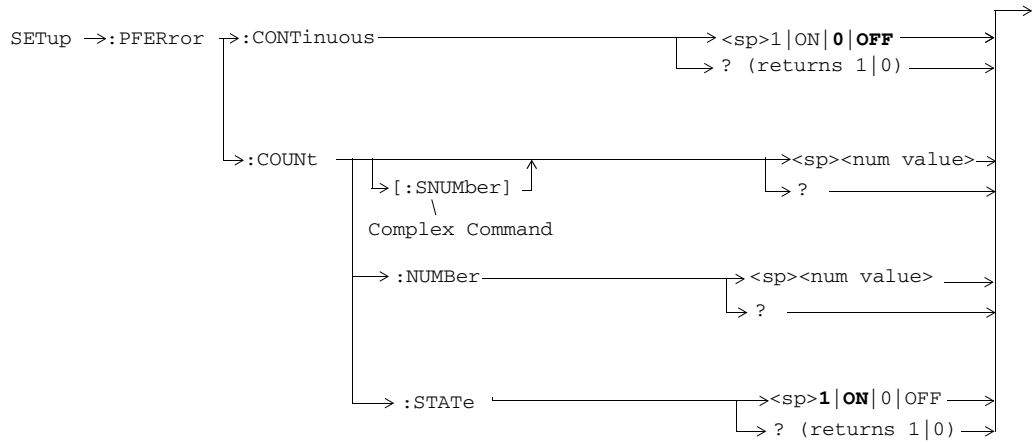 SETup :PFERror :CONTinuous <sp>1|ON|0|OFF
? (returns 1|0)
:COUNt <sp><num value>
[:SNUMber] ?
Complex Command
:NUMBer <sp><num value>
?
:STATe <sp>1|ON|0|OFF
? (returns 1|0)